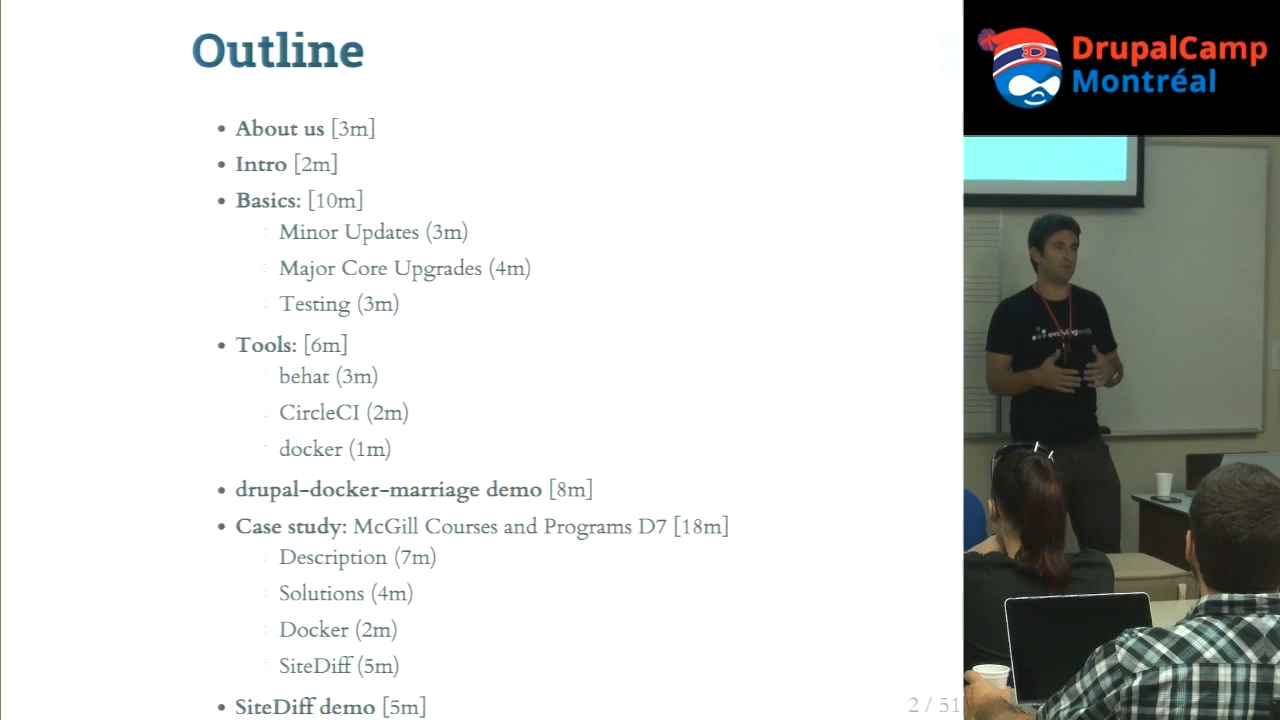 Outline
About us [3m]
Intro [2m]
Basics: [10m]
Minor Updates (3m)
Major Core Upgrades (4m)
Testing (3m)
Tools: [6m]
behat (3m)
CircleCI (2m)
docker (1m)
drupal-docker-marriage demo [8m]
Case study: McGill Courses and Programs D7 [18m]
Description (7m)
Solutions (4m)
Docker (2m)
SiteDiff (5m)
SiteDiff demo [5m]
2 / 51
DrupalCamp
Montréal
evolvingweb